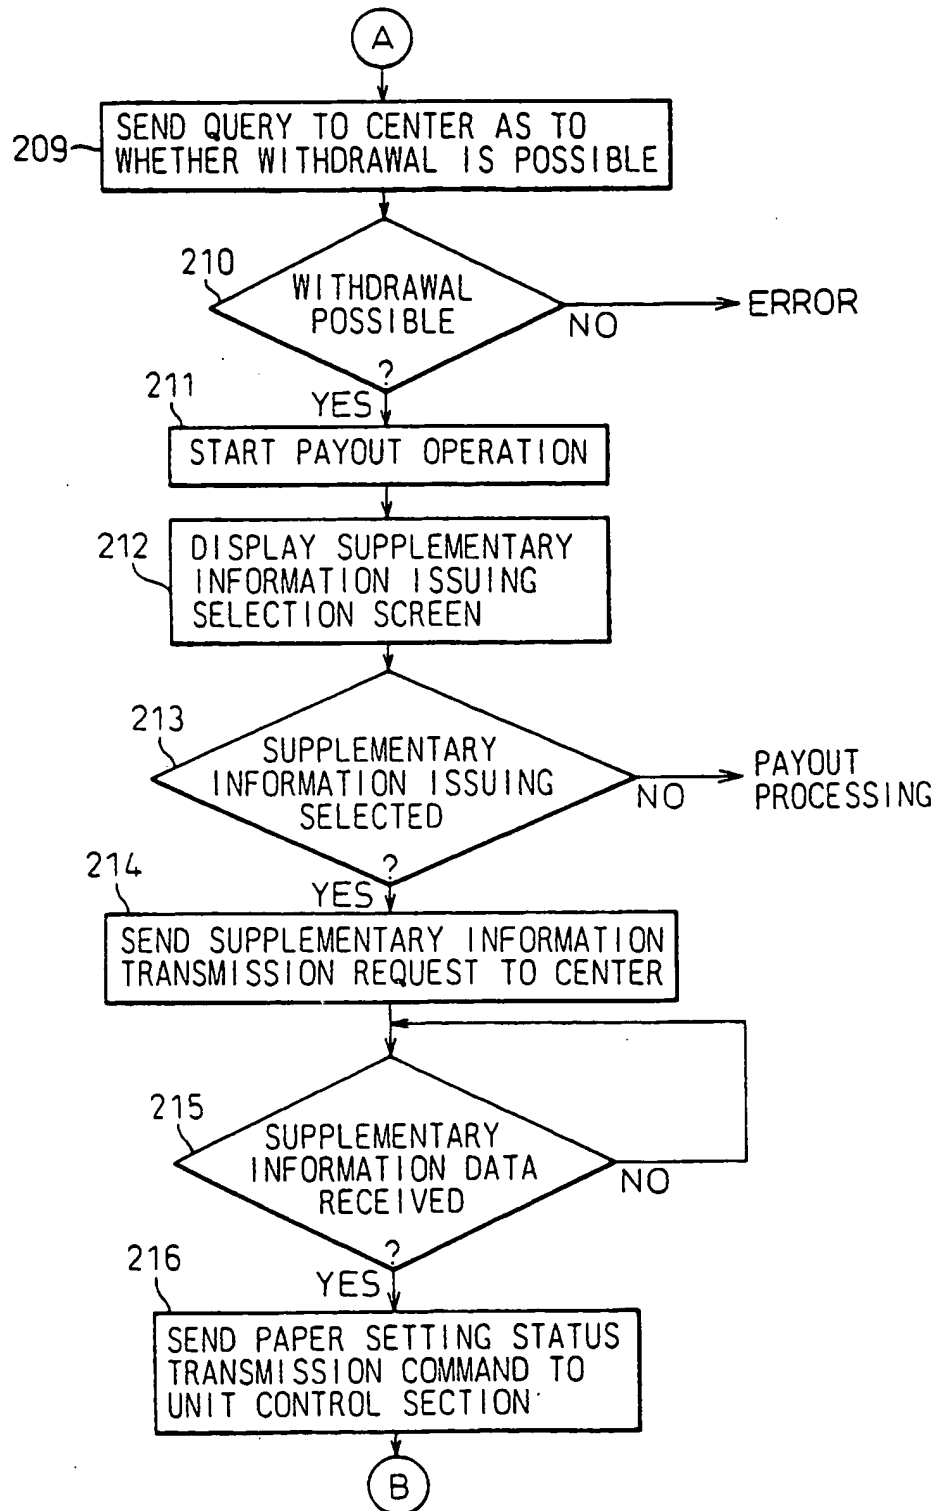 A
209
SEND QUERY TO CENTER AS TO
WHETHER WITHDRAWAL IS POSSIBLE
210
WITHDRAWAL
POSSIBLE
?
NO
ERROR
YES
211
START PAYOUT OPERATION
212
DISPLAY SUPPLEMENTARY
INFORMATION ISSUING
SELECTION SCREEN
213
SUPPLEMENTARY
INFORMATION ISSUING
SELECTED
?
NO
PAYOUT
PROCESSING
YES
214
SEND SUPPLEMENTARY INFORMATION
TRANSMISSION REQUEST TO CENTER
215
SUPPLEMENTARY
INFORMATION DATA
RECEIVED
?
NO
YES
216
SEND PAPER SETTING STATUS
TRANSMISSION COMMAND TO
UNIT CONTROL SECTION
B